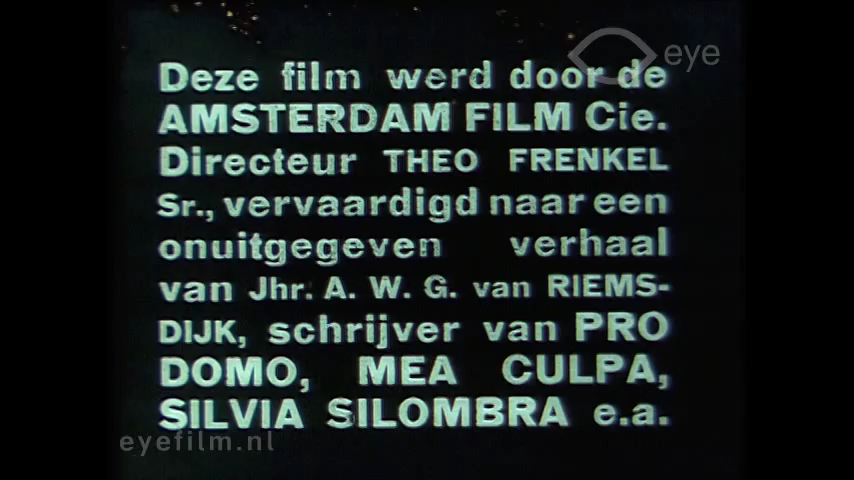 eye
Deze film werd door de
AMSTERDAM FILM Cie.
Directeur THEO FRENKEL
Sr., vervaardigd naar een
onuitgegeven verhaal
van Jhr. A. W. G. van RIEMS-
DIJK, schrijver van PRO
DOMO, MEA CULPA,
SILVIA SILOMBRA e.a.
eyefilm.nl